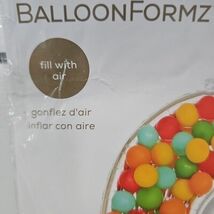 BALLOONFORMZ
fill with
air
gonflez d'air
inflar con aire